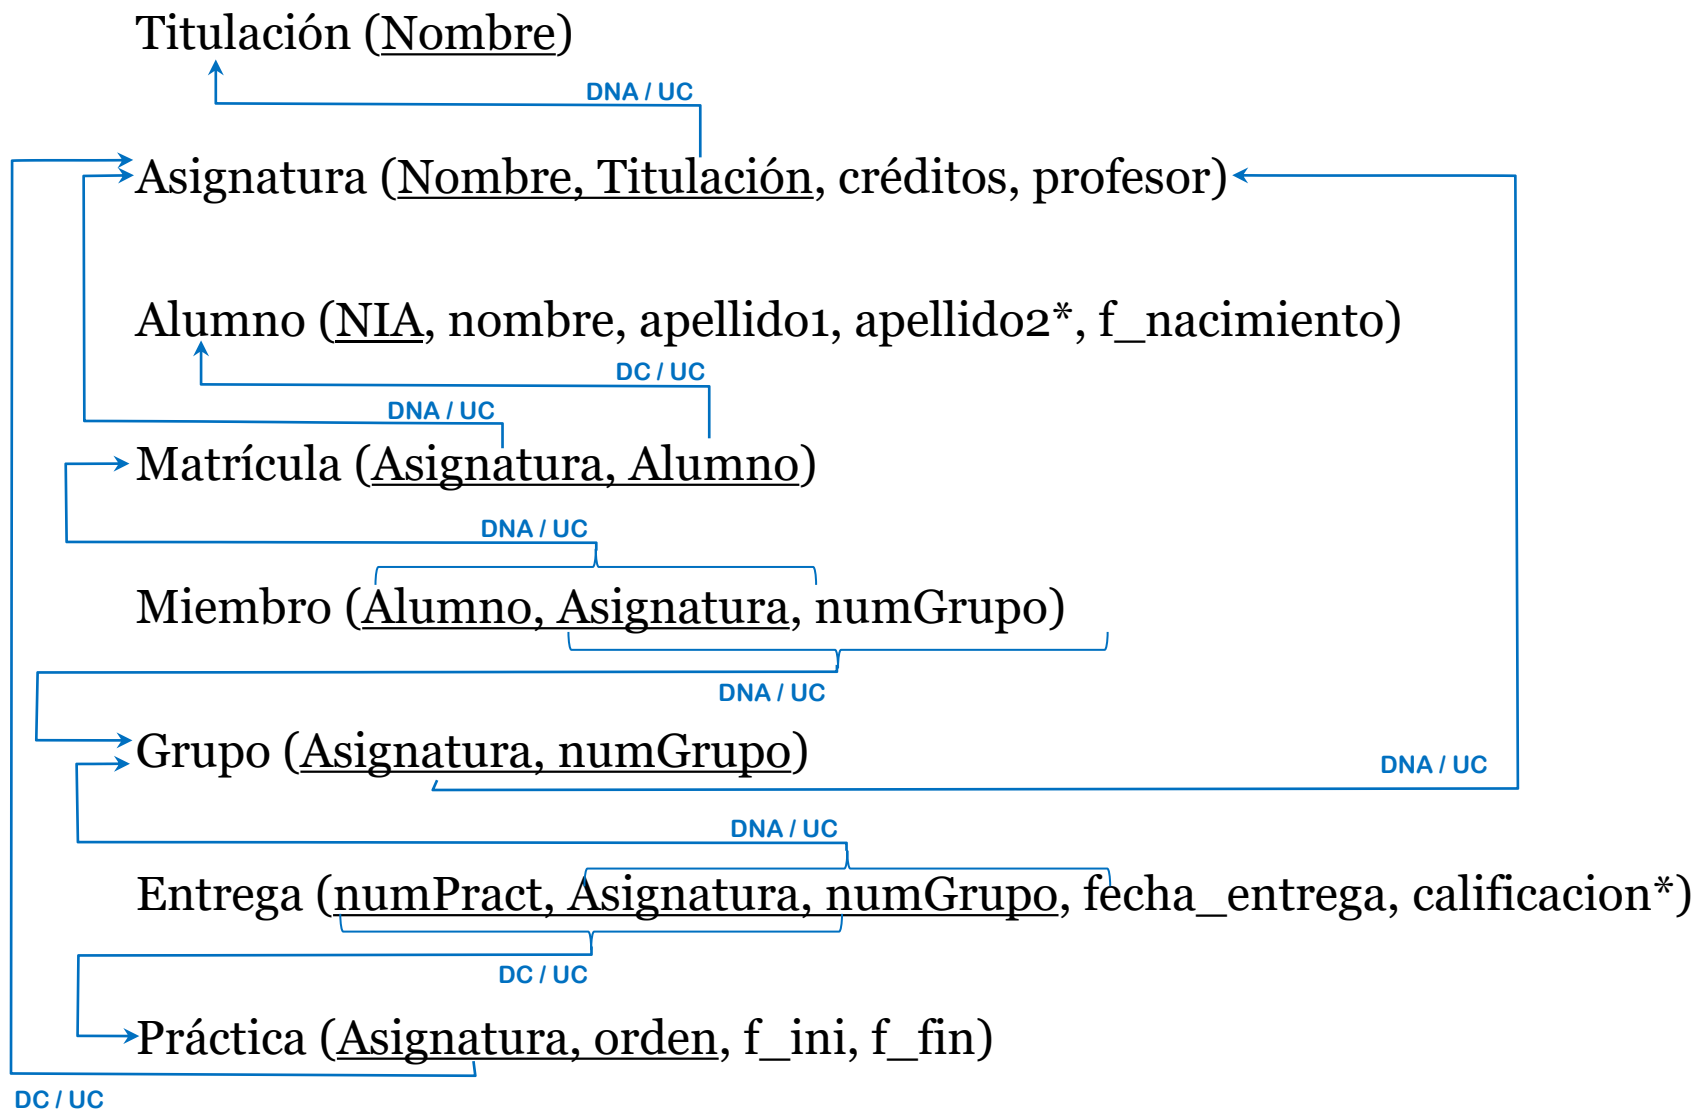 Titulación (Nombre)
DNA / UC
Asignatura (Nombre, Titulación, créditos, profesor)
Alumno (NIA, nombre, apellido1, apellido2*, f_nacimiento)
DC / UC
DNA / UC
Matrícula (Asignatura, Alumno)
DNA / UC
Miembro (Alumno, Asignatura, numGrupo)
DNA / UC
Grupo (Asignatura, numGrupo)
DNA / UC
DNA / UC
Entrega (numPract, Asignatura, numGrupo, fecha_entrega, calificacion*)
DC / UC
Práctica (Asignatura, orden, f_ini, f_fin)
DC / UC